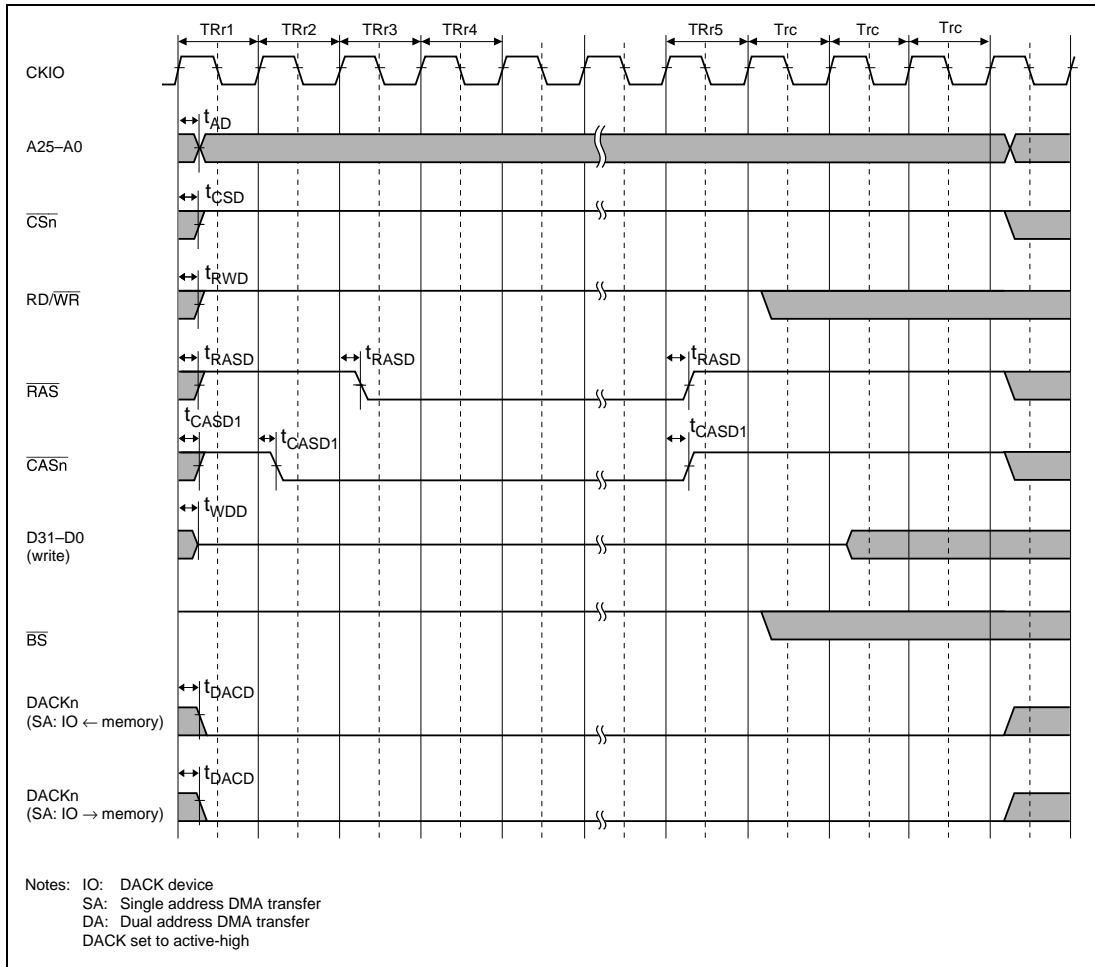 TRr1 TRr2 TRr3 TRr4 TRr5 Trc Trc Trc
CKIO
tAD
A25–A0
tCSD
CSn
tRWD
RD/WR
tRASD tRASD tRASD
RAS
tCASD1 tCASD1 tCASD1
CASn
tWDD
D31–D0
(write)
BS
tDACD
DACKn
(SA: IO ← memory)
tDACD
DACKn
(SA: IO → memory)
Notes: IO: DACK device
SA: Single address DMA transfer
DA: Dual address DMA transfer
DACK set to active-high